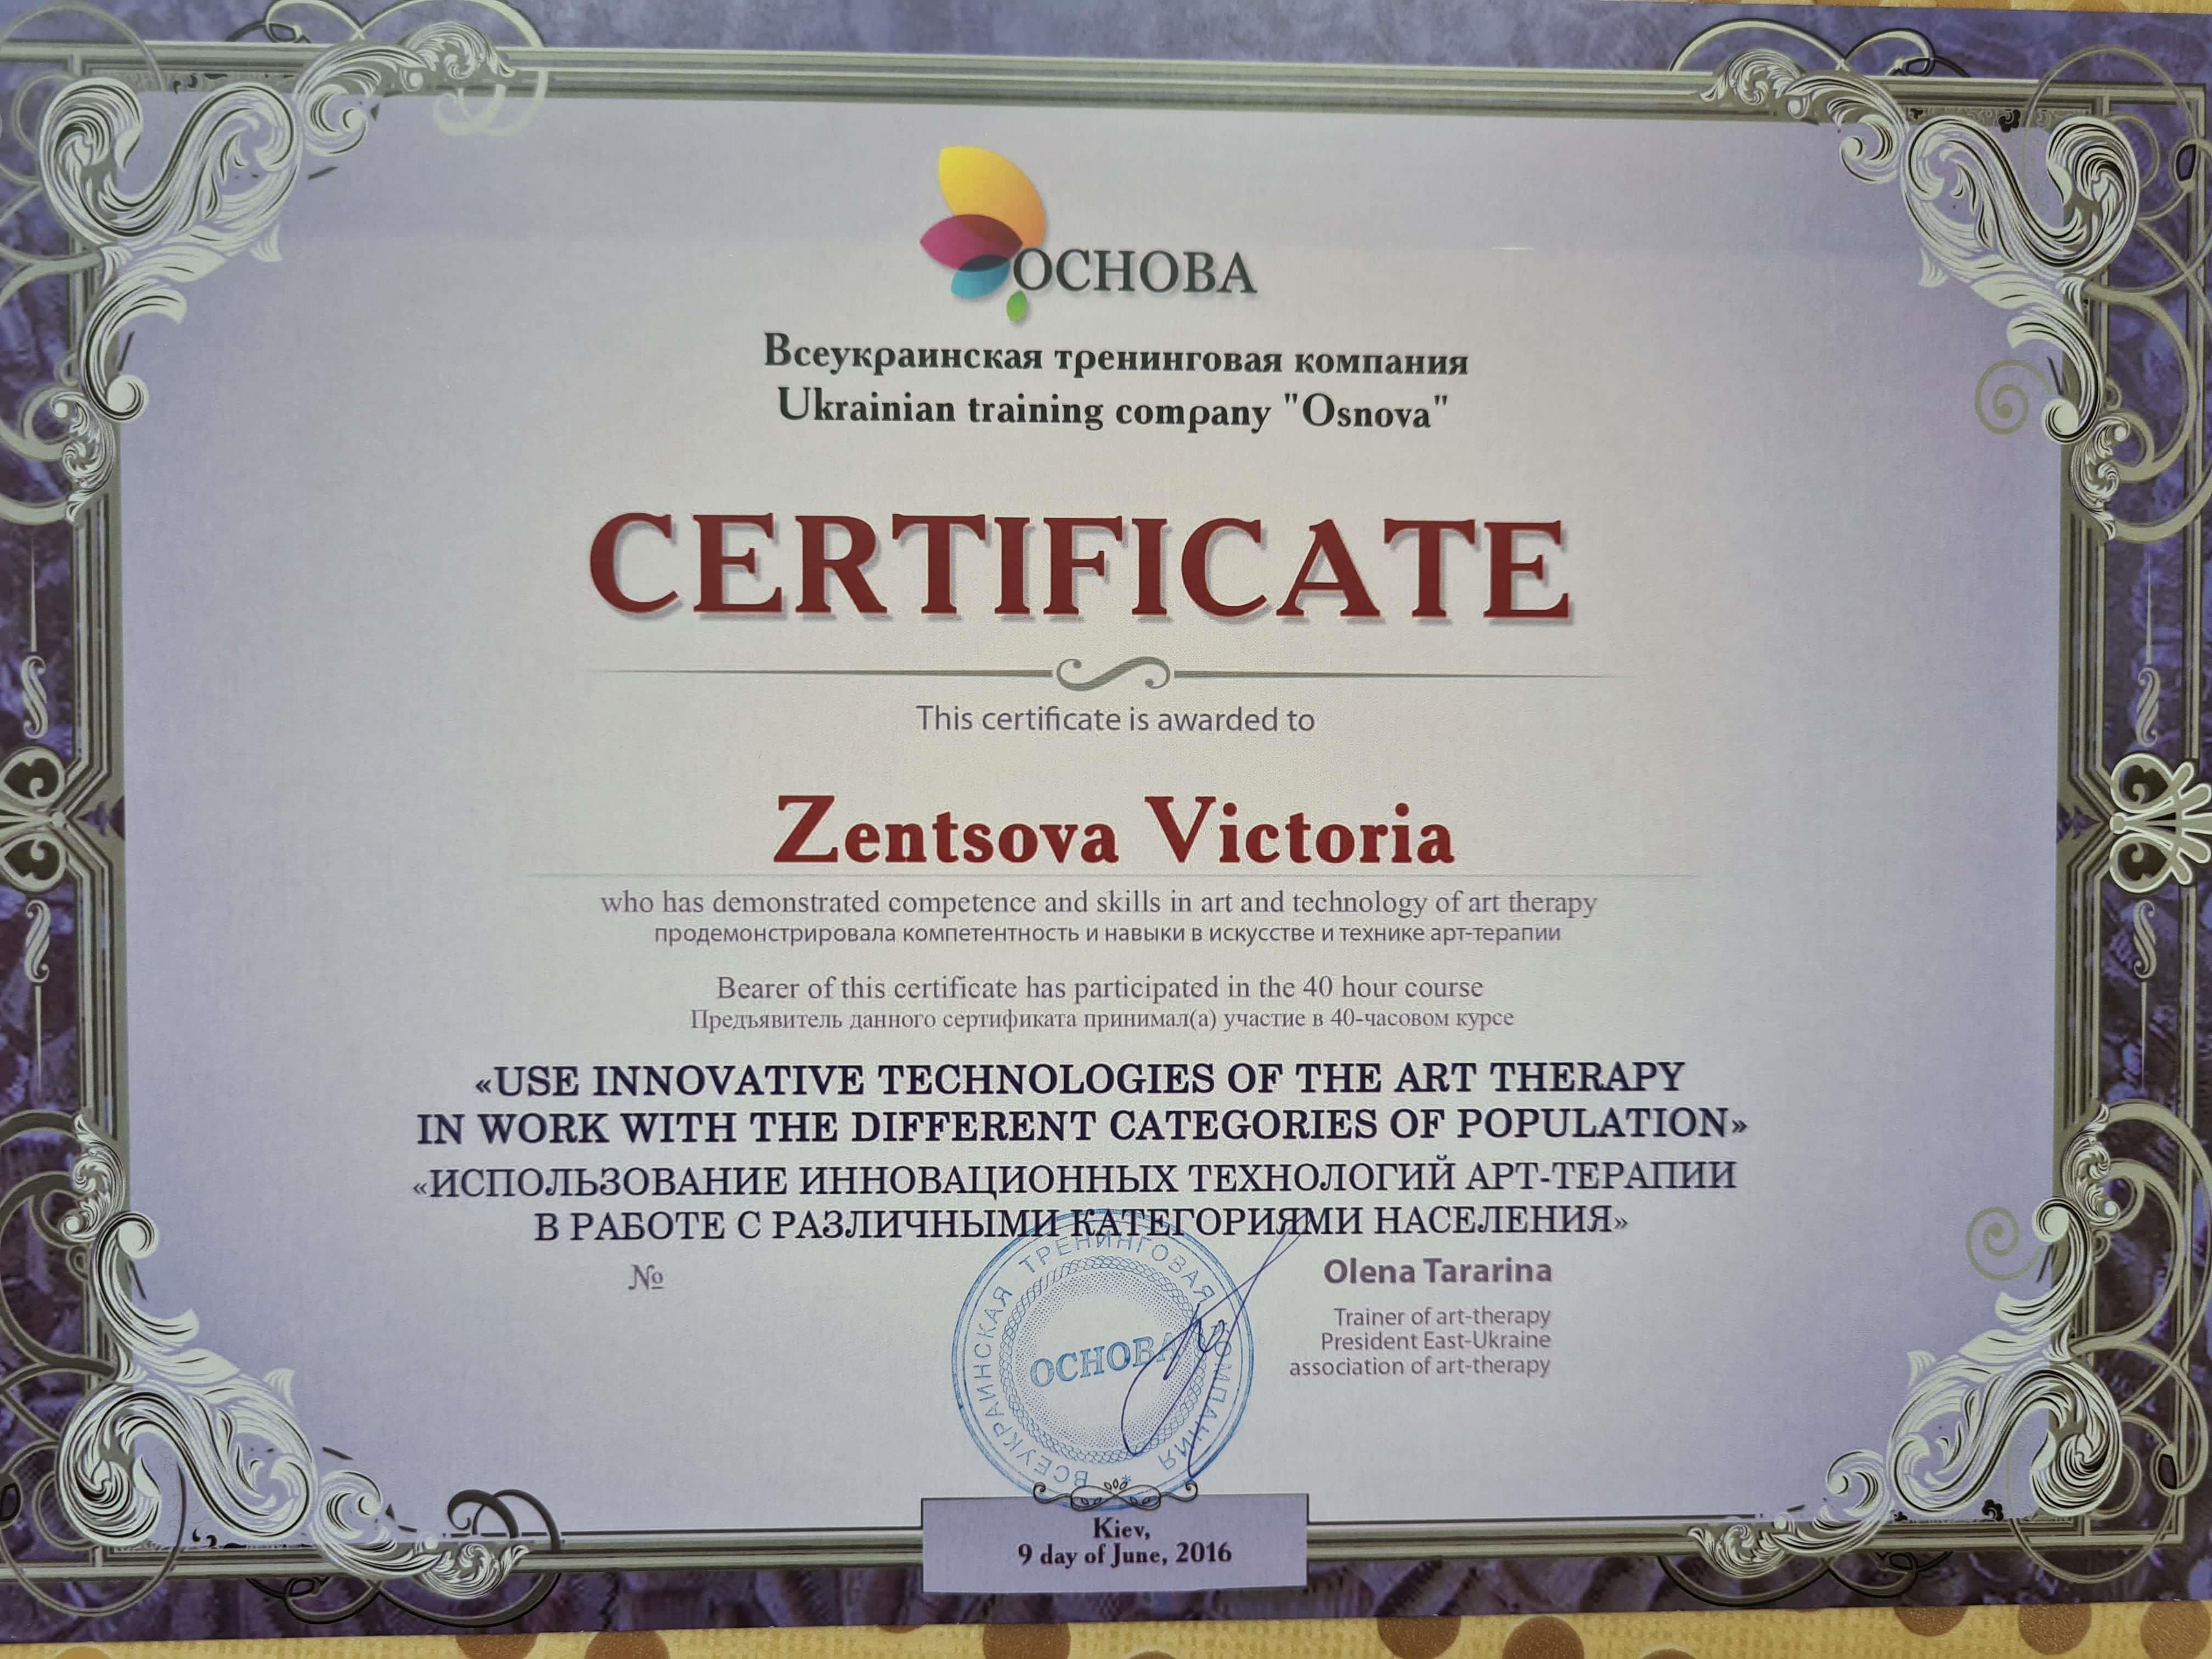 ОСНОВА
Всеукраинская тренинговая компания
Ukrainian training company "Osnova"
CERTIFICATE
This certificate is awarded to
Zentsova Victoria
who has demonstrated competence and skills in art and technology of art therapy
продемонстрировала компетентность и навыки в искусстве и технике арт-терапии
Bearer of this certificate has participated in the 40 hour course
Предъявитель данного сертификата принимал(а) участие в 40-часовом курсе
«USE INNOVATIVE TECHNOLOGIES OF THE ART THERAPY
IN WORK WITH THE DIFFERENT CATEGORIES OF POPULATION»
«ИСПОЛЬЗОВАНИЕ ИННОВАЦИОННЫХ ТЕХНОЛОГИЙ АРТ-ТЕРАПИИ
В РАБОТЕ С РАЗЛИЧНЫМИ КАТЕГОРИЯМИ НАСЕЛЕНИЯ»
№
ВСЕУКРАИНСКАЯ ТРЕНИНГОВАЯ КОМПАНИЯ
ОСНОВА
Olena Tararina
Trainer of art-therapy
President East-Ukraine
association of art-therapy
Kiev,
9 day of June, 2016